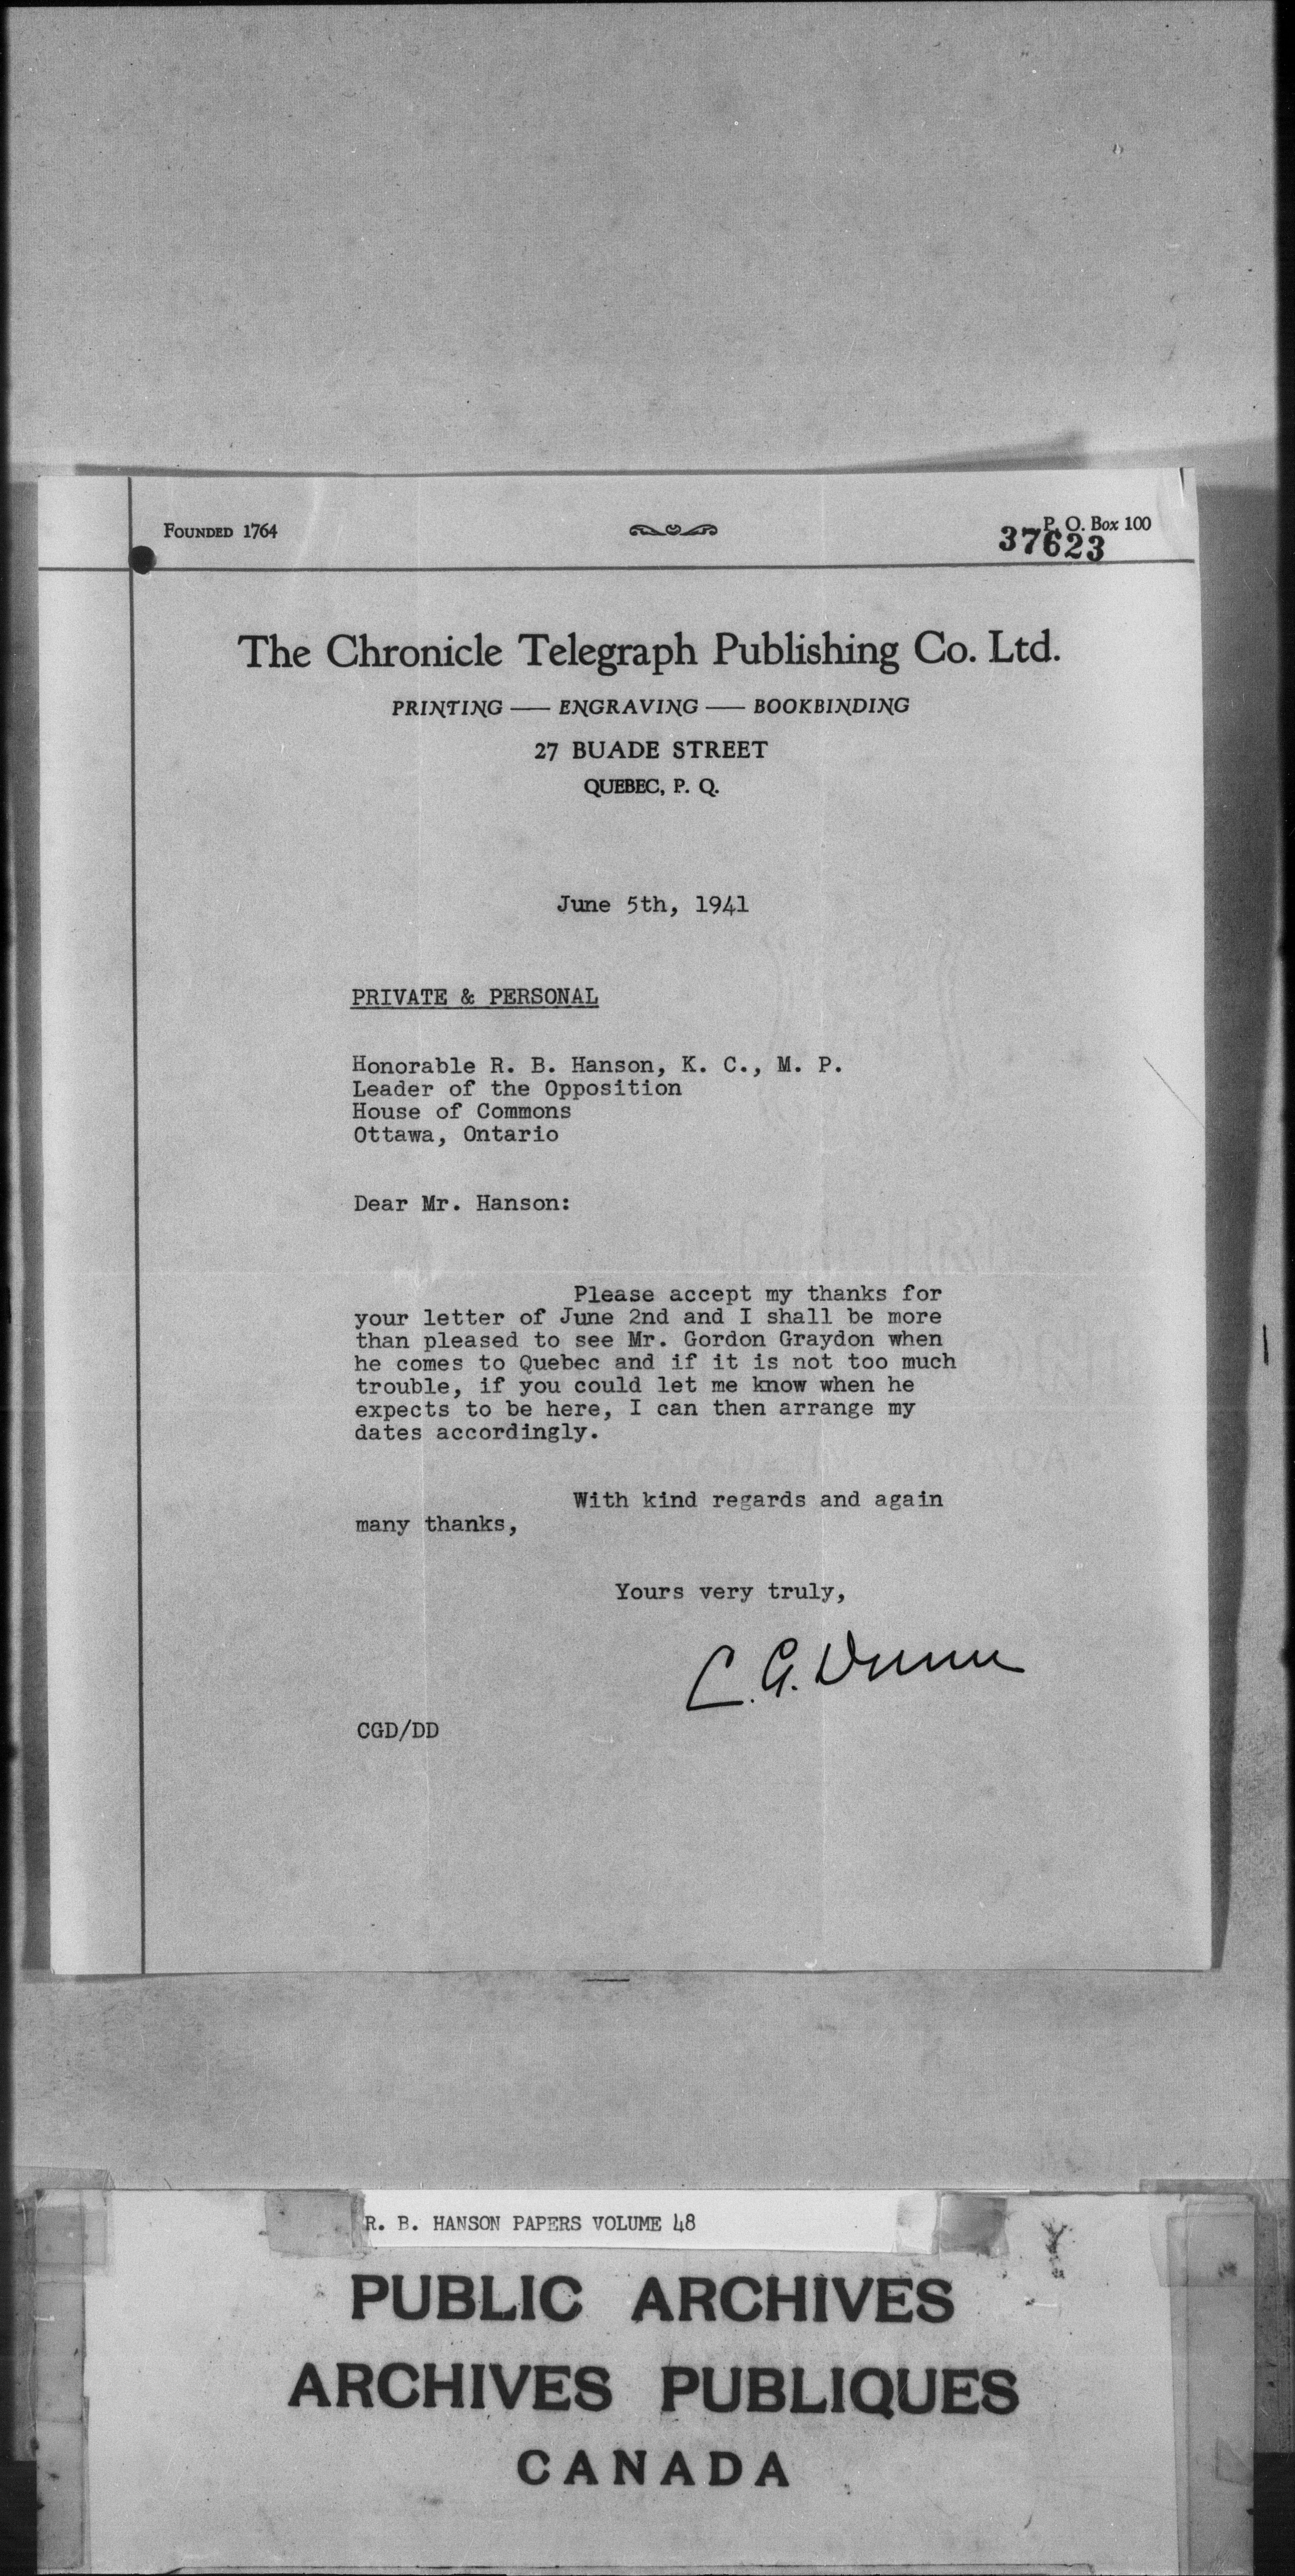 FOUNDED 1764
P. O. Box 100
37623
The Chronicle Telegraph Publishing Co. Ltd.
PRINTING — ENGRAVING — BOOKBINDING
27 BUADE STREET
QUEBEC, P. Q.
June 5th, 1941
PRIVATE & PERSONAL
Honorable R. B. Hanson, K. C., M. P.
Leader of the Opposition
House of Commons
Ottawa, Ontario
Dear Mr. Hanson:
Please accept my thanks for
your letter of June 2nd and I shall be more
than pleased to see Mr. Gordon Graydon when
he comes to Quebec and if it is not too much
trouble, if you could let me know when he
expects to be here, I can then arrange my
dates accordingly.
With kind regards and again
many thanks,
Yours very truly,
C. G. Dunn
CGD/DD
R. B. HANSON PAPERS VOLUME 48
PUBLIC ARCHIVES
ARCHIVES PUBLIQUES
CANADA